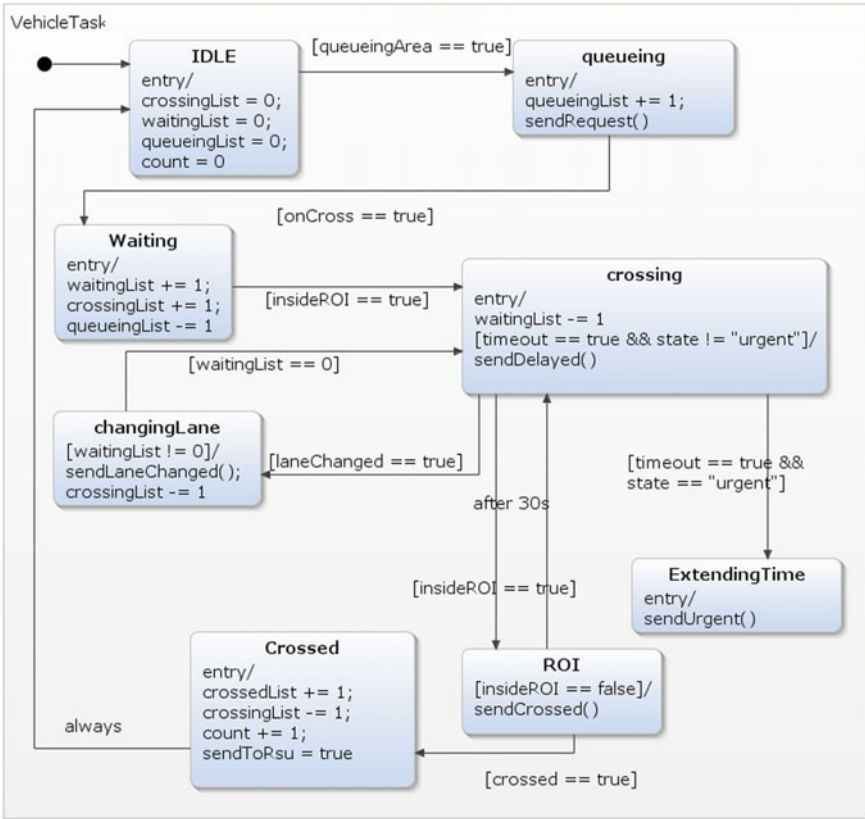 VehicleTask
IDLE
entry/
crossingList = 0;
waitingList = 0;
queueingList = 0;
count = 0
[queueingArea == true]
queueing
entry/
queueingList += 1;
sendRequest()
[onCross == true]
Waiting
entry/
waitingList += 1;
crossingList += 1;
queueingList -= 1
[insideROI == true]
crossing
entry/
waitingList -= 1
[timeout == true && state != "urgent"]/
sendDelayed()
[waitingList == 0]
changingLane
[waitingList != 0]/
sendLaneChanged();
crossingList -= 1
[laneChanged == true]
[timeout == true &&
state == "urgent"]
after 30s
[insideROI == true]
ExtendingTime
entry/
sendUrgent()
Crossed
entry/
crossedList += 1;
crossingList -= 1;
count += 1;
sendToRsu = true
ROI
[insideROI == false]/
sendCrossed()
always
[crossed == true]